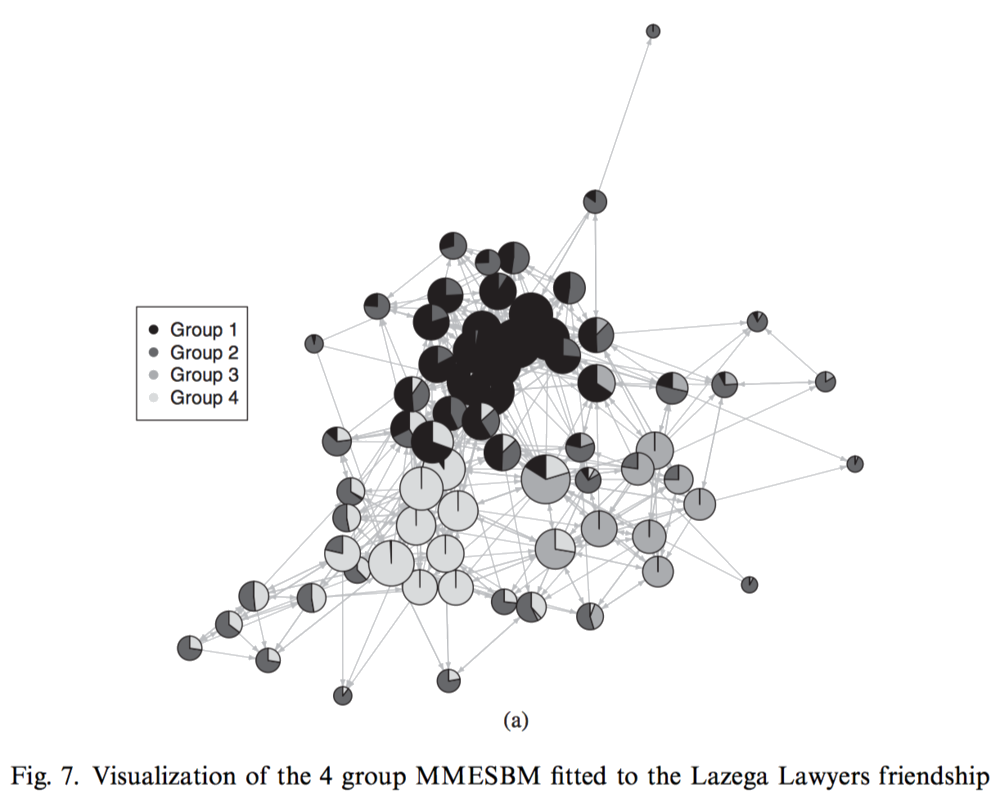 Group 1
Group 2
Group 3
Group 4
(a)
Fig. 7. Visualization of the 4 group MMESBM fitted to the Lazega Lawyers friendship